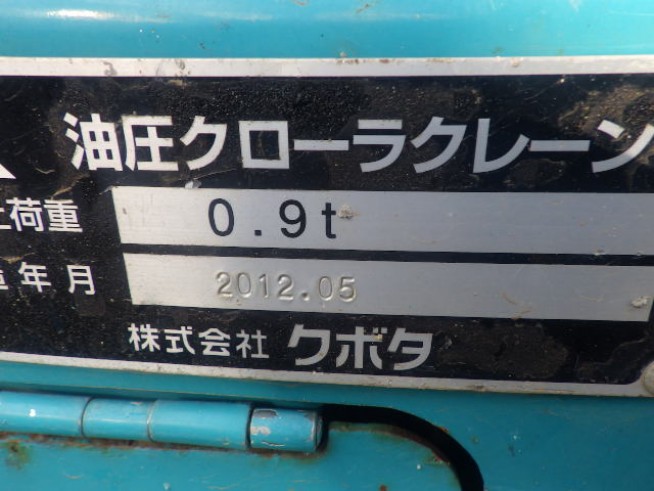 油圧クローラクレーン
荷重 0.9t
年月 2012.05
株式会社 クボタ